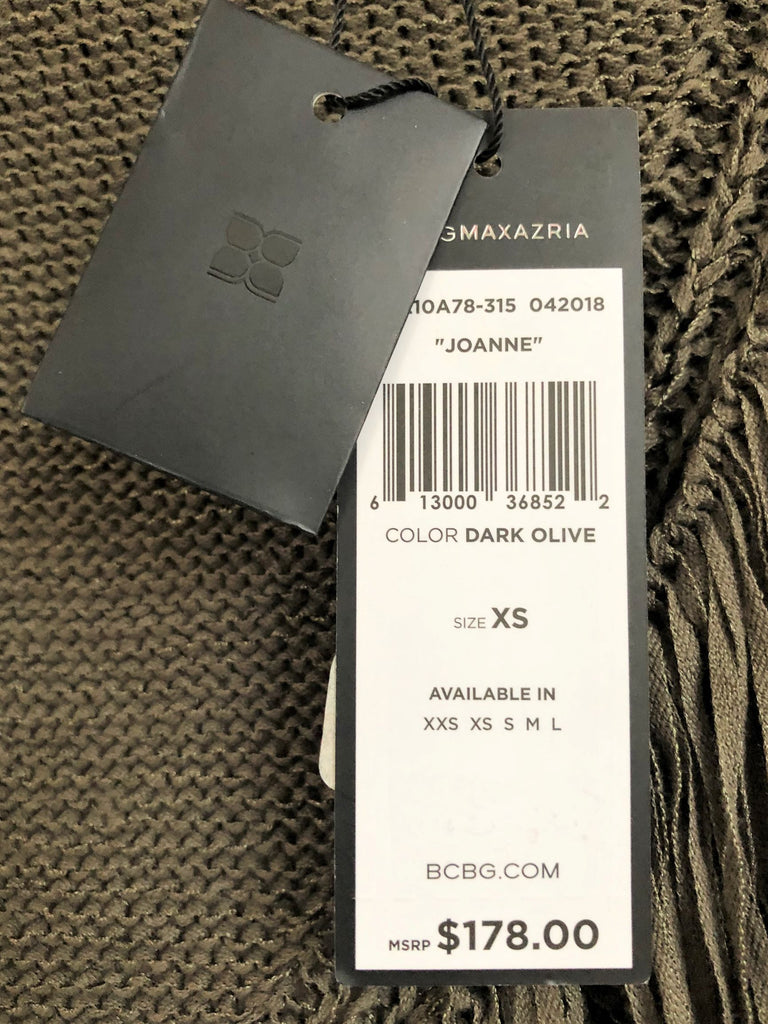 GMAXAZRIA
10A78-315 042018
"JOANNE"
6 13000 36852 2
COLOR DARK OLIVE
SIZE XS
AVAILABLE IN
XXS XS S M L
BCBG.COM
MSRP $178.00